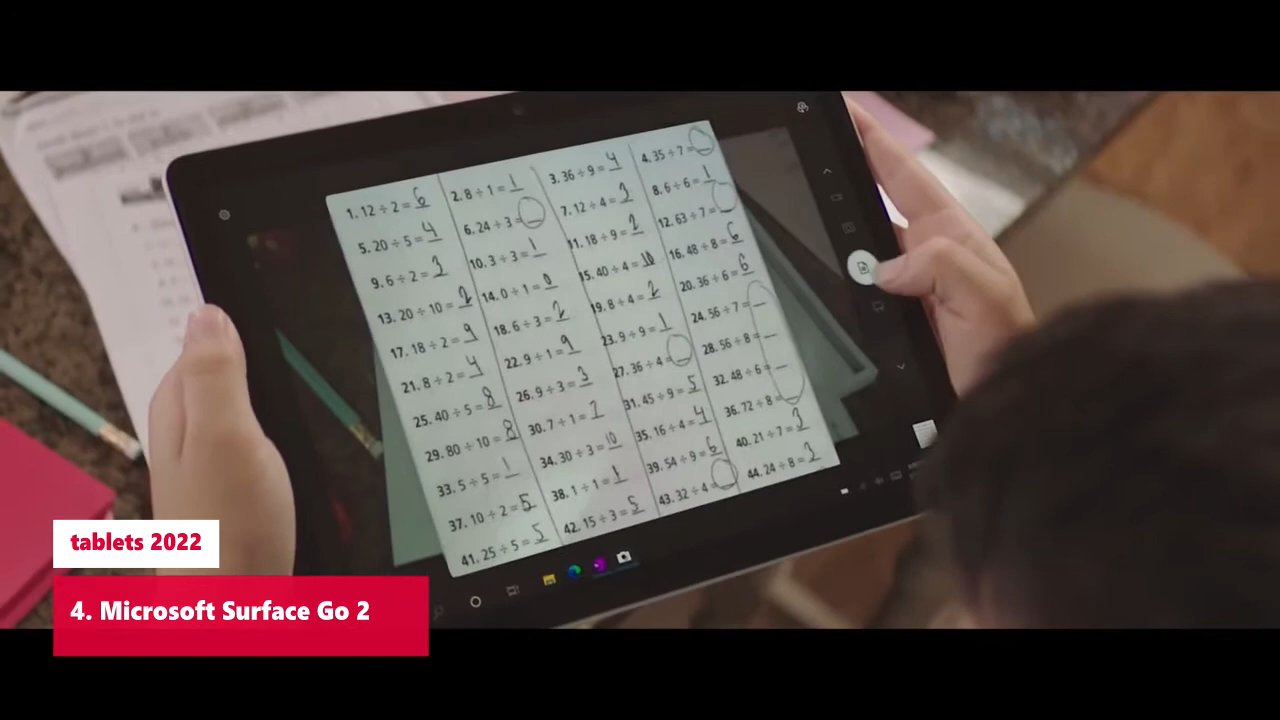 1. 12 ÷ 2 = 6 2. 8 ÷ 1 = 1 3. 36 ÷ 9 = 4 4. 35 ÷ 7 =
5. 20 ÷ 5 = 4 6. 24 ÷ 3 = 7. 12 ÷ 4 = 3 8. 6 ÷ 6 = 1
9. 6 ÷ 2 = 3 10. 3 ÷ 3 = 1 11. 18 ÷ 9 = 2 12. 63 ÷ 7 =
13. 20 ÷ 10 = 2 14. 0 ÷ 1 = 0 15. 40 ÷ 4 = 10 16. 48 ÷ 8 = 6
17. 18 ÷ 2 = 9 18. 6 ÷ 3 = 2 19. 8 ÷ 4 = 2 20. 36 ÷ 6 = 6
21. 8 ÷ 2 = 4 22. 9 ÷ 1 = 9 23. 9 ÷ 9 = 1 24. 56 ÷ 7 =
25. 40 ÷ 5 = 8 26. 9 ÷ 3 = 3 27. 36 ÷ 4 = 28. 56 ÷ 8 =
29. 80 ÷ 10 = 8 30. 7 ÷ 1 = 7 31. 45 ÷ 9 = 5 32. 48 ÷ 6 =
33. 5 ÷ 5 = 1 34. 30 ÷ 3 = 10 35. 16 ÷ 4 = 4 36. 72 ÷ 8 =
37. 10 ÷ 2 = 5 38. 1 ÷ 1 = 1 39. 54 ÷ 9 = 6 40. 21 ÷ 7 = 3
41. 25 ÷ 5 = 5 42. 15 ÷ 3 = 5 43. 32 ÷ 4 = 44. 24 ÷ 8 = 3
tablets 2022
4. Microsoft Surface Go 2